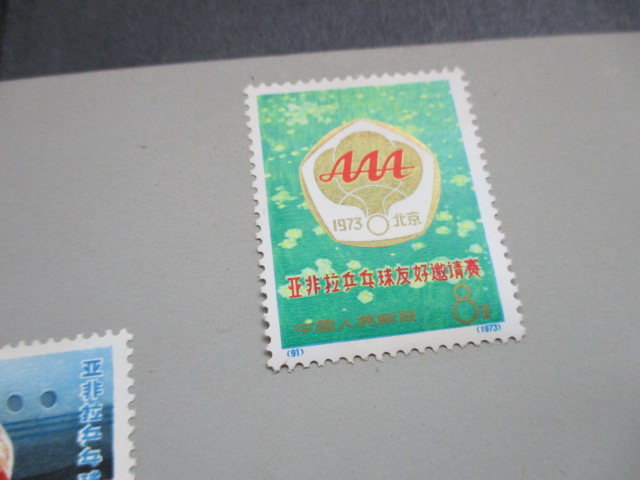 AAA
1973 北京
亚非拉乒乓球友好邀请赛
中国人民邮政 8分
(91) (1973)
亚非拉乒乓